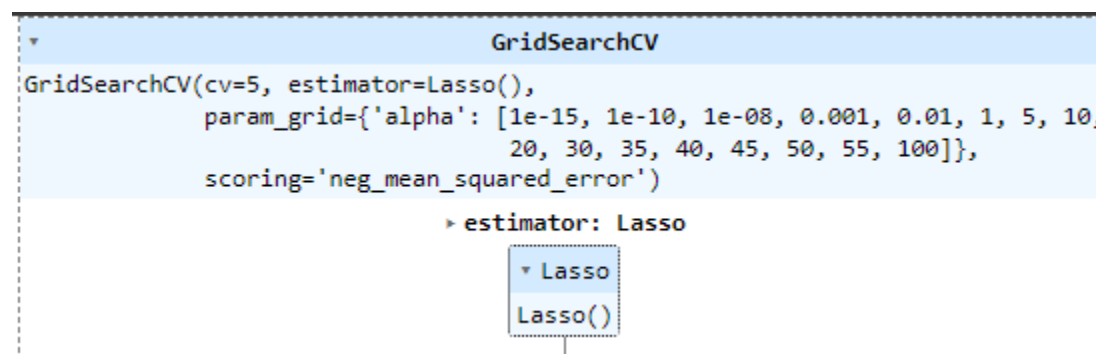 GridSearchCV
GridSearchCV(cv=5, estimator=Lasso(),
param_grid={'alpha': [1e-15, 1e-10, 1e-08, 0.001, 0.01, 1, 5, 10,
20, 30, 35, 40, 45, 50, 55, 100]},
scoring='neg_mean_squared_error')
estimator: Lasso
Lasso
Lasso()